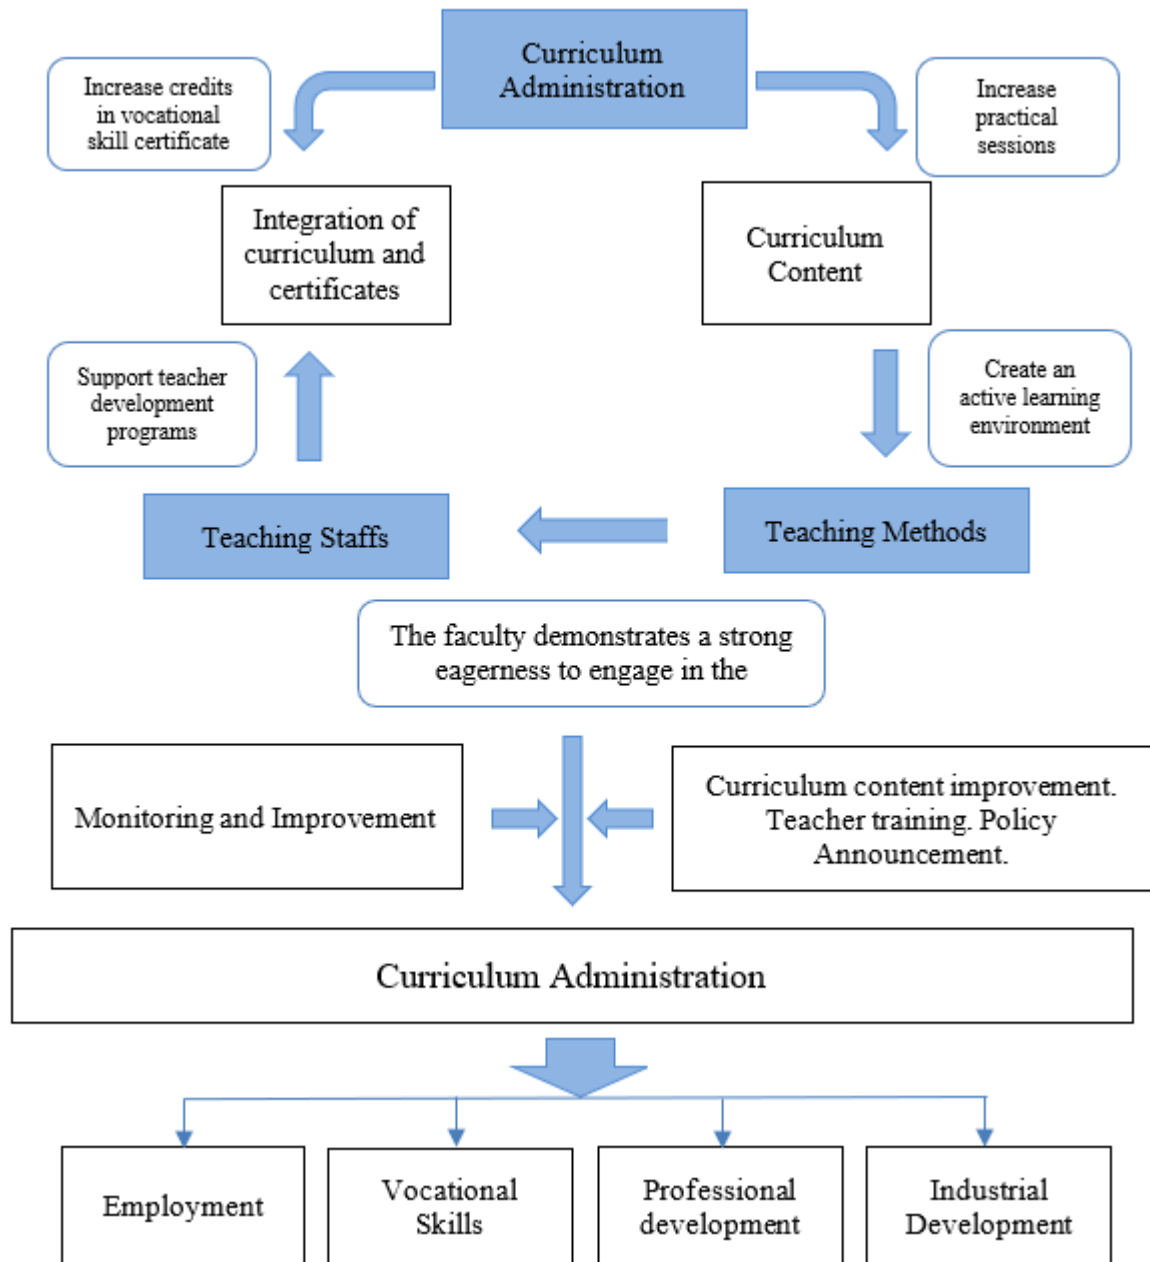 Curriculum
Administration
Increase credits
in vocational
skill certificate
Increase
practical
sessions
Integration of
curriculum and
certificates
Curriculum
Content
Support teacher
development
programs
Create an
active learning
environment
Teaching Staffs
Teaching Methods
The faculty demonstrates a strong
eagerness to engage in the
Monitoring and Improvement
Curriculum content improvement.
Teacher training. Policy
Announcement.
Curriculum Administration
Employment
Vocational
Skills
Professional
development
Industrial
Development